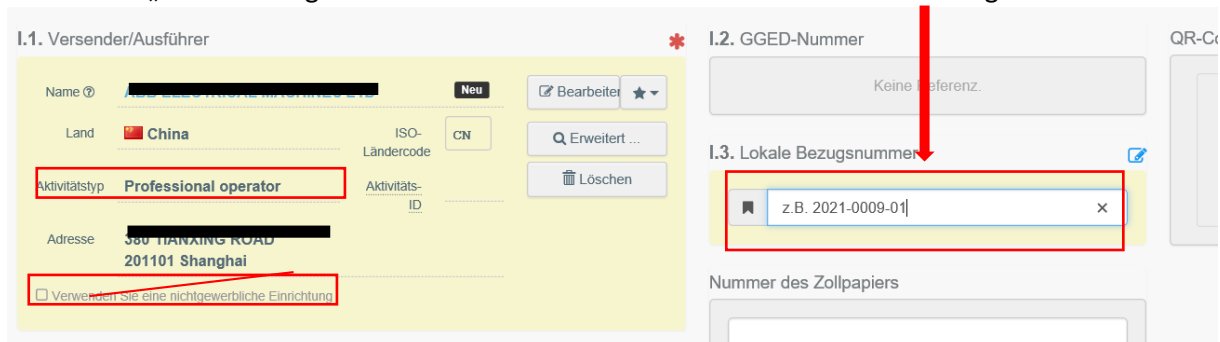 I.1. Versender/Ausführer
Name
Neu
Bearbeiten
Land
China
ISO-Ländercode
CN
Erweitert ...
Aktivitätstyp
Professional operator
Aktivitäts-ID
Löschen
Adresse
201101 Shanghai
Verwenden Sie eine nichtgewerbliche Einrichtung
I.2. GGED-Nummer
Keine Referenz.
I.3. Lokale Bezugsnummer
z.B. 2021-0009-01
Nummer des Zollpapiers
QR-Co